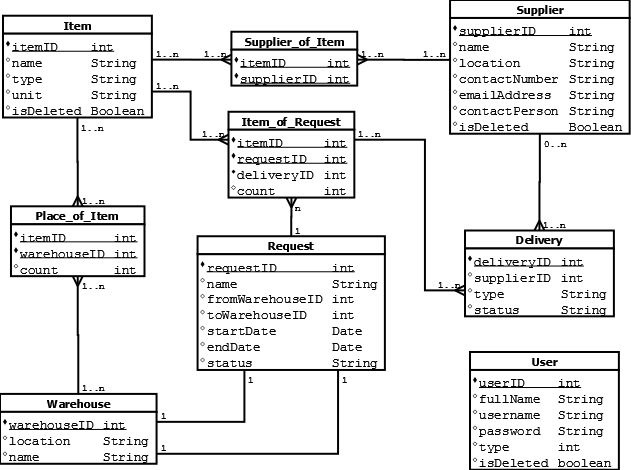 Item
itemID int
name String
type String
unit String
isDeleted Boolean
1..n
1..n
1..n
1..n
Supplier_of_Item
itemID int
supplierID int
1..n
1..n
Supplier
supplierID int
name String
location String
contactNumber String
emailAddress String
contactPerson String
isDeleted Boolean
1..n
0..n
Item_of_Request
itemID int
requestID int
deliveryID int
count int
1..n
1..n
n
1
Place_of_Item
itemID int
warehouseID int
count int
1..n
1..n
Request
requestID int
name String
fromWarehouseID int
toWarehouseID int
startDate Date
endDate Date
status String
1
1
Delivery
deliveryID int
supplierID int
type String
status String
1..n
1..n
Warehouse
warehouseID int
location String
name String
1
1
User
userID int
fullName String
username String
password String
type int
isDeleted boolean